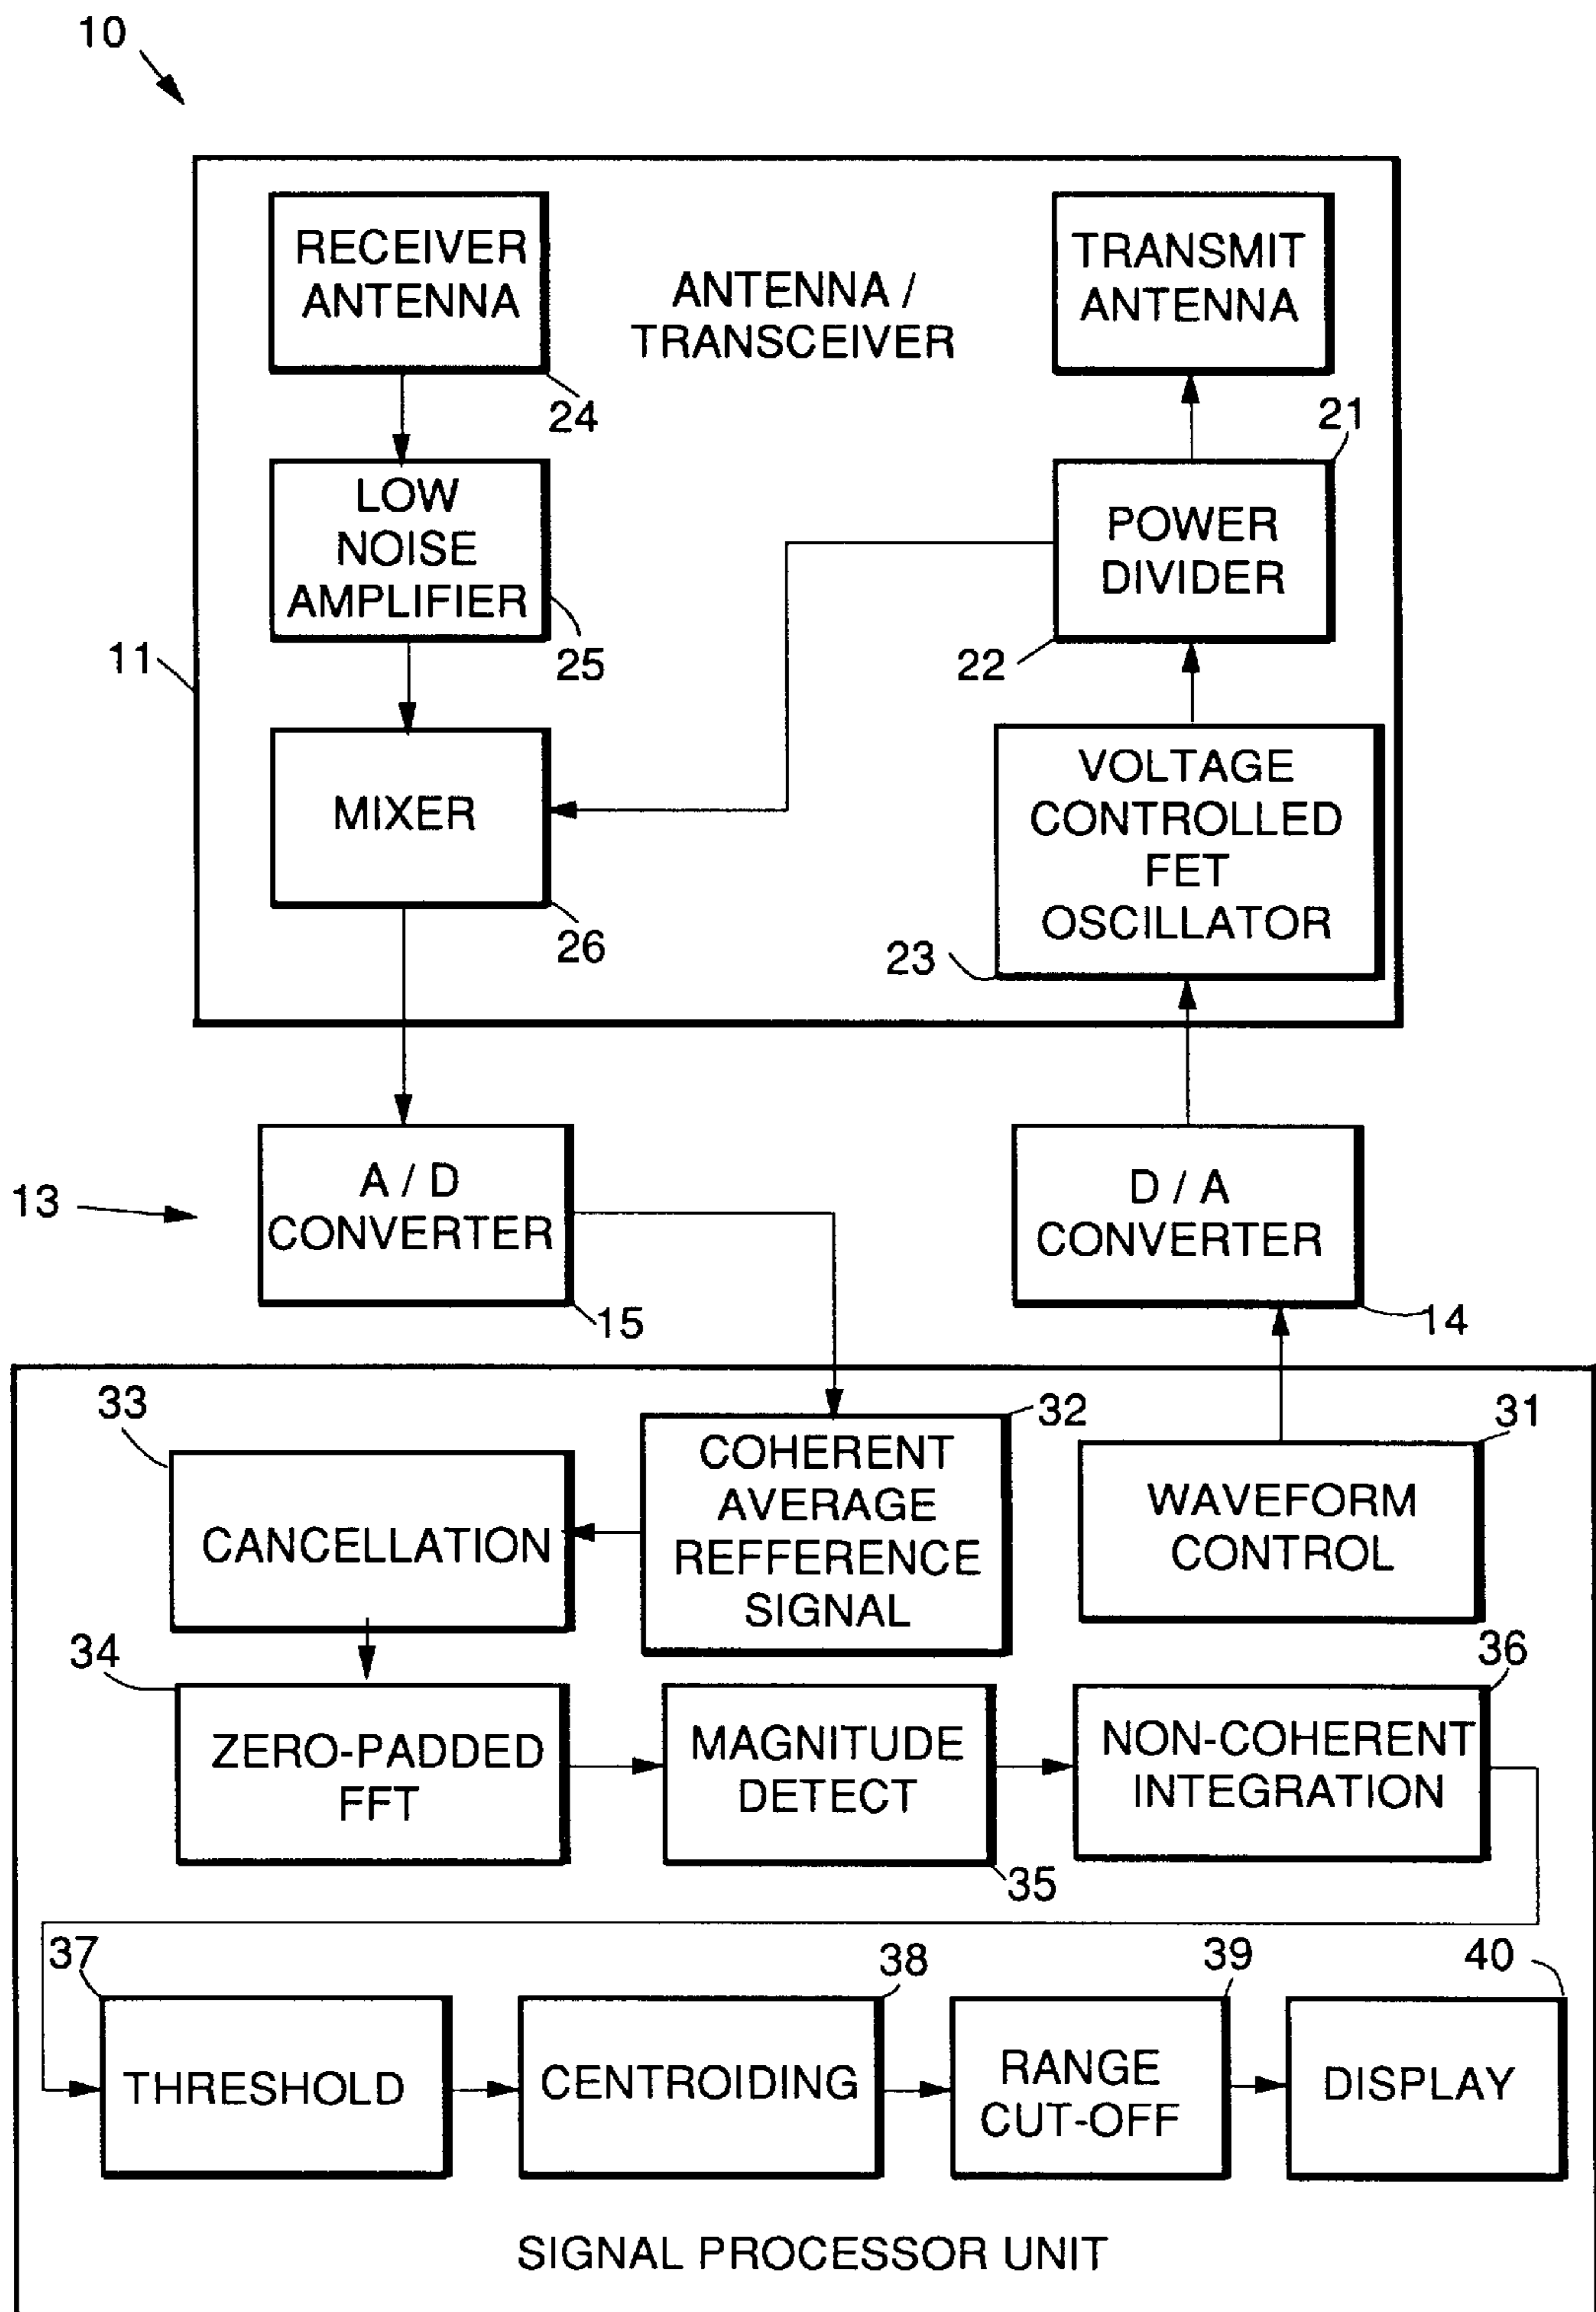 10
RECEIVER
ANTENNA
24
ANTENNA /
TRANSCEIVER
TRANSMIT
ANTENNA
21
LOW
NOISE
AMPLIFIER
25
POWER
DIVIDER
22
11
MIXER
26
VOLTAGE
CONTROLLED
FET
OSCILLATOR
23
13
A / D
CONVERTER
15
D / A
CONVERTER
14
33
CANCELLATION
32
COHERENT
AVERAGE
REFFERENCE
SIGNAL
31
WAVEFORM
CONTROL
34
ZERO-PADDED
FFT
MAGNITUDE
DETECT
35
36
NON-COHERENT
INTEGRATION
37
THRESHOLD
38
CENTROIDING
39
RANGE
CUT-OFF
40
DISPLAY
SIGNAL PROCESSOR UNIT